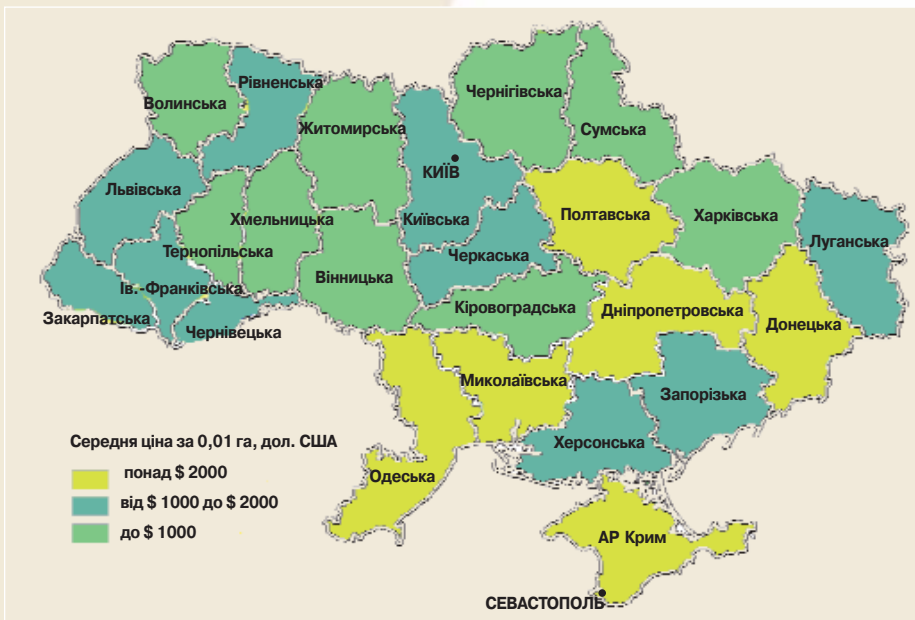 Рівненська
Чернігівська
Волинська
Житомирська
Сумська
КИЇВ
Львівська
Полтавська
Харківська
Хмельницька
Київська
Луганська
Тернопільська
Черкаська
Вінницька
Ів.-Франківська
Кіровоградська
Дніпропетровська
Закарпатська
Донецька
Чернівецька
Миколаївська
Запорізька
Середня ціна за 0,01 га, дол. США
Херсонська
понад $ 2000
Одеська
від $ 1000 до $ 2000
до $ 1000
АР Крим
СЕВАСТОПОЛЬ